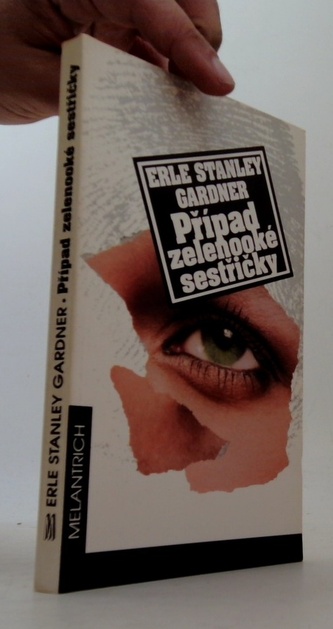 ERLE STANLEY
GARDNER
Případ
zelenooké
sestřičky
ERLE STANLEY GARDNER · Případ zelenooké sestřičky
MELANTRICH